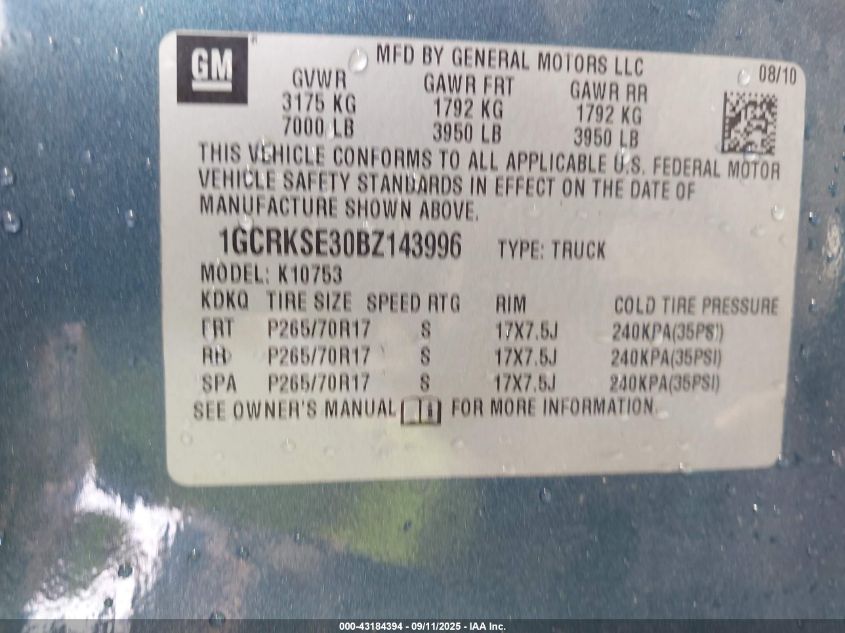 GM
MFD BY GENERAL MOTORS LLC 08/10
GVWR GAWR FRT GAWR RR
3175 KG 1792 KG 1792 KG
7000 LB 3950 LB 3950 LB
THIS VEHICLE CONFORMS TO ALL APPLICABLE U.S. FEDERAL MOTOR
VEHICLE SAFETY STANDARDS IN EFFECT ON THE DATE OF
MANUFACTURE SHOWN ABOVE.
1GCRKSE30BZ143996 TYPE: TRUCK
MODEL: K10753
KDKQ TIRE SIZE SPEED RTG RIM COLD TIRE PRESSURE
FRT P265/70R17 S 17X7.5J 240KPA(35PSI)
RR P265/70R17 S 17X7.5J 240KPA(35PSI)
SPA P265/70R17 S 17X7.5J 240KPA(35PSI)
SEE OWNER'S MANUAL FOR MORE INFORMATION.
000-43184394 - 09/11/2025 - IAA Inc.